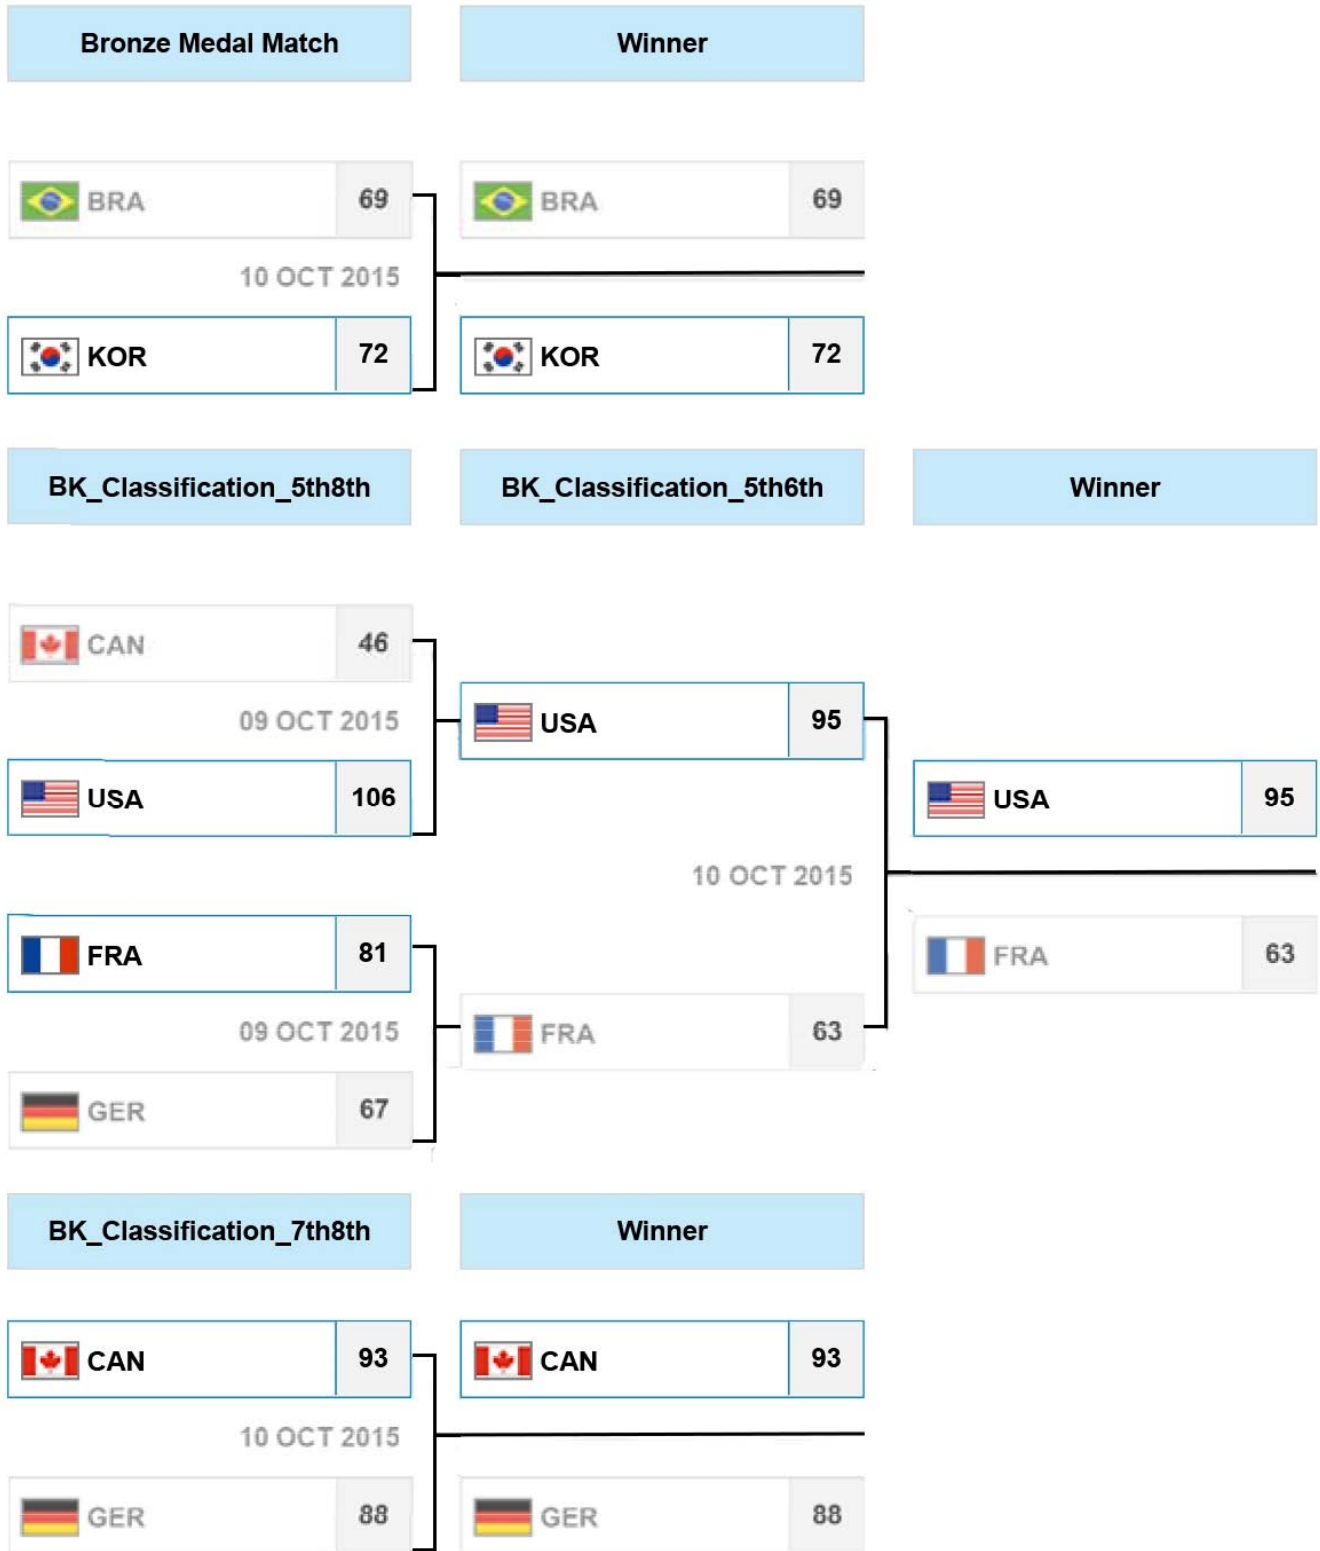 Bronze Medal Match Winner
BRA 69 BRA 69
10 OCT 2015
KOR 72 KOR 72
BK_Classification_5th8th BK_Classification_5th6th Winner
CAN 46
09 OCT 2015 USA 95
USA 106 USA 95
10 OCT 2015
FRA 81 FRA 63
09 OCT 2015 FRA 63
GER 67
BK_Classification_7th8th Winner
CAN 93 CAN 93
10 OCT 2015
GER 88 GER 88